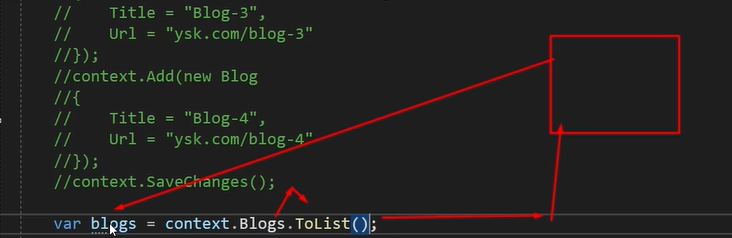 //    Title = "Blog-3",
//    Url = "ysk.com/blog-3"
//});
//context.Add(new Blog
//{
//    Title = "Blog-4",
//    Url = "ysk.com/blog-4"
//});
//context.SaveChanges();
var blogs = context.Blogs.ToList();